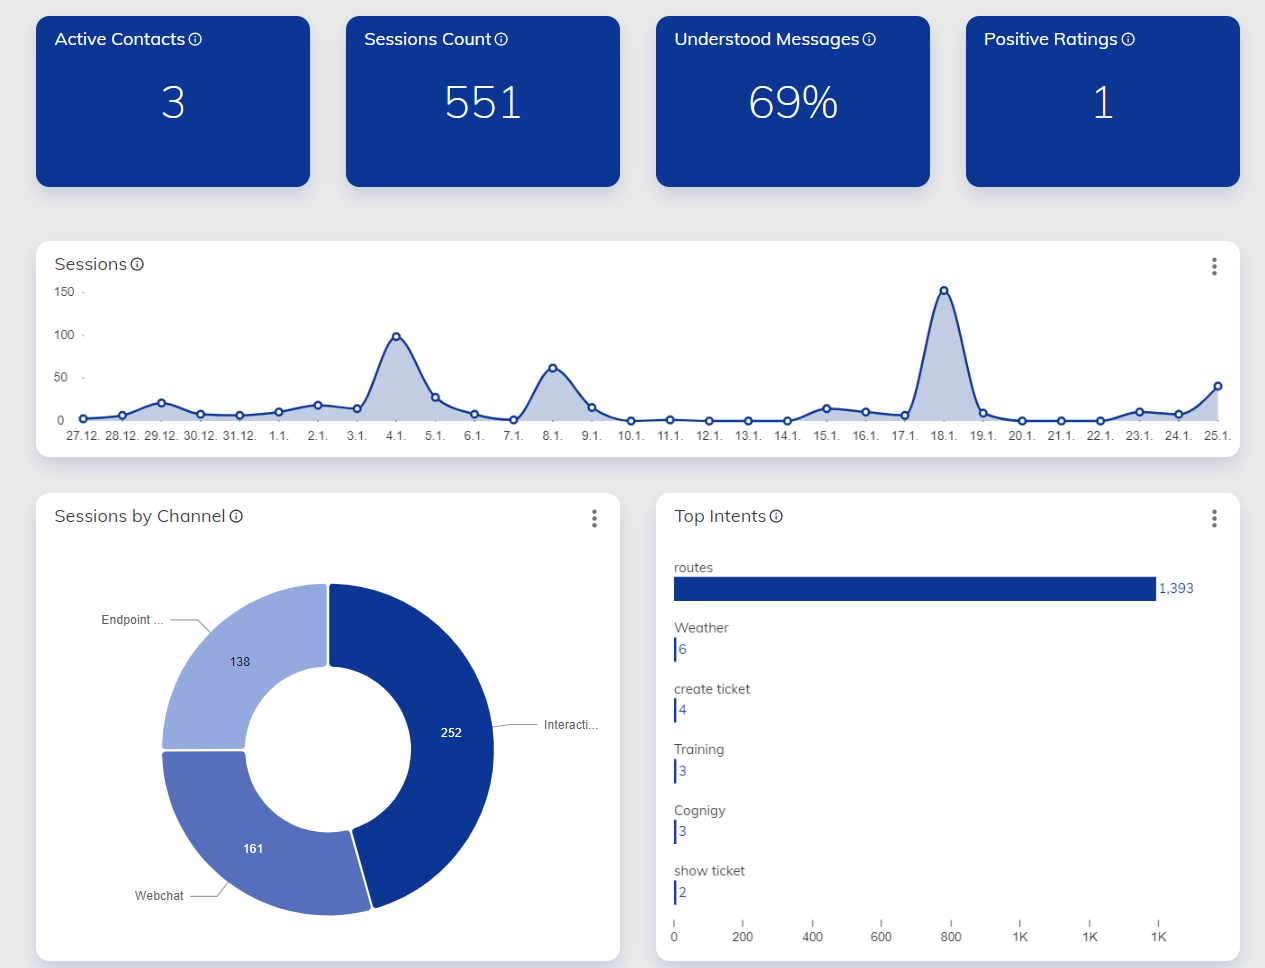 Active Contacts
3
Sessions Count
551
Understood Messages
69%
Positive Ratings
1
Sessions
150
100
50
0
27.12. 28.12. 29.12. 30.12. 31.12. 1.1. 2.1. 3.1. 4.1. 5.1. 6.1. 7.1. 8.1. 9.1. 10.1. 11.1. 12.1. 13.1. 14.1. 15.1. 16.1. 17.1. 18.1. 19.1. 20.1. 21.1. 22.1. 23.1. 24.1. 25.1.
Sessions by Channel
Endpoint ...
138
252
Interacti...
161
Webchat
Top Intents
routes
1,393
Weather
6
create ticket
4
Training
3
Cognigy
3
show ticket
2
0 200 400 600 800 1K 1K 1K